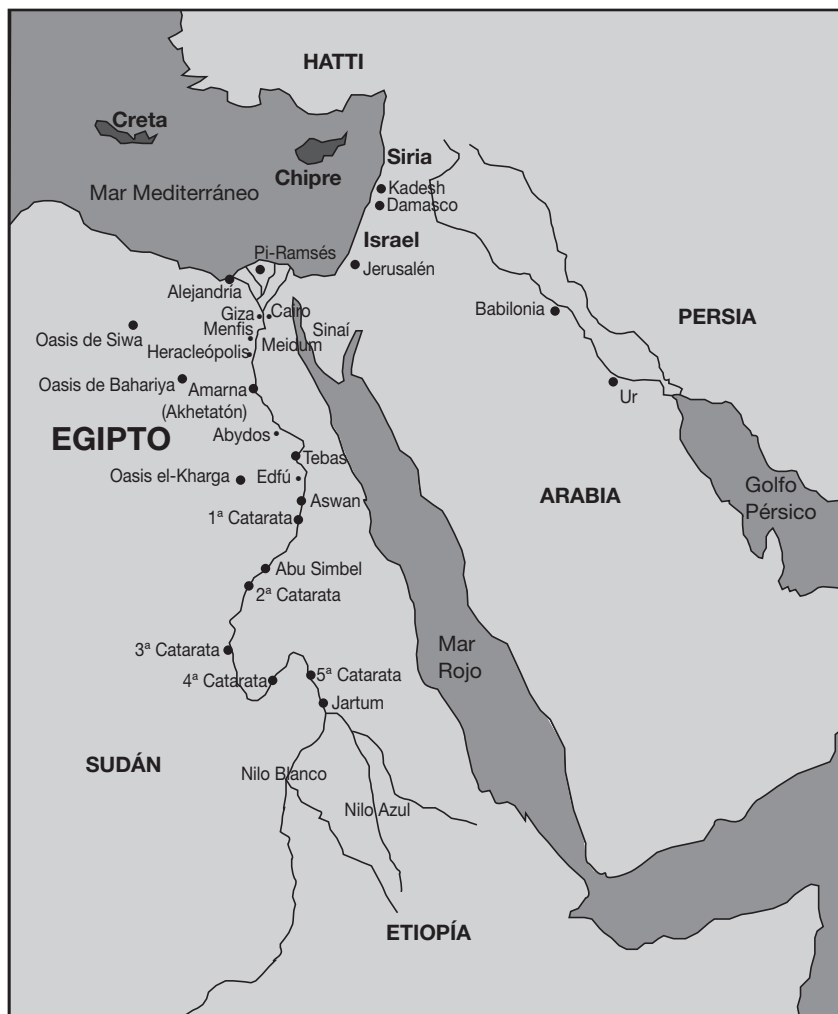 HATTI
Creta
Chipre
Siria
Mar Mediterráneo
Kadesh
Damasco
Israel
Pi-Ramsés
Jerusalén
Alejandría
Giza
Cairo
Babilonia
PERSIA
Menfis
Sinaí
Oasis de Siwa
Meidum
Heracleópolis
Oasis de Bahariya
Amarna
(Akhetatón)
Ur
EGIPTO
Abydos
Tebas
Oasis el-Kharga
Edfú
Golfo
Pérsico
ARABIA
Aswan
1ª Catarata
Abu Simbel
2ª Catarata
3ª Catarata
Mar
Rojo
4ª Catarata
5ª Catarata
Jartum
SUDÁN
Nilo Blanco
Nilo Azul
ETIOPÍA